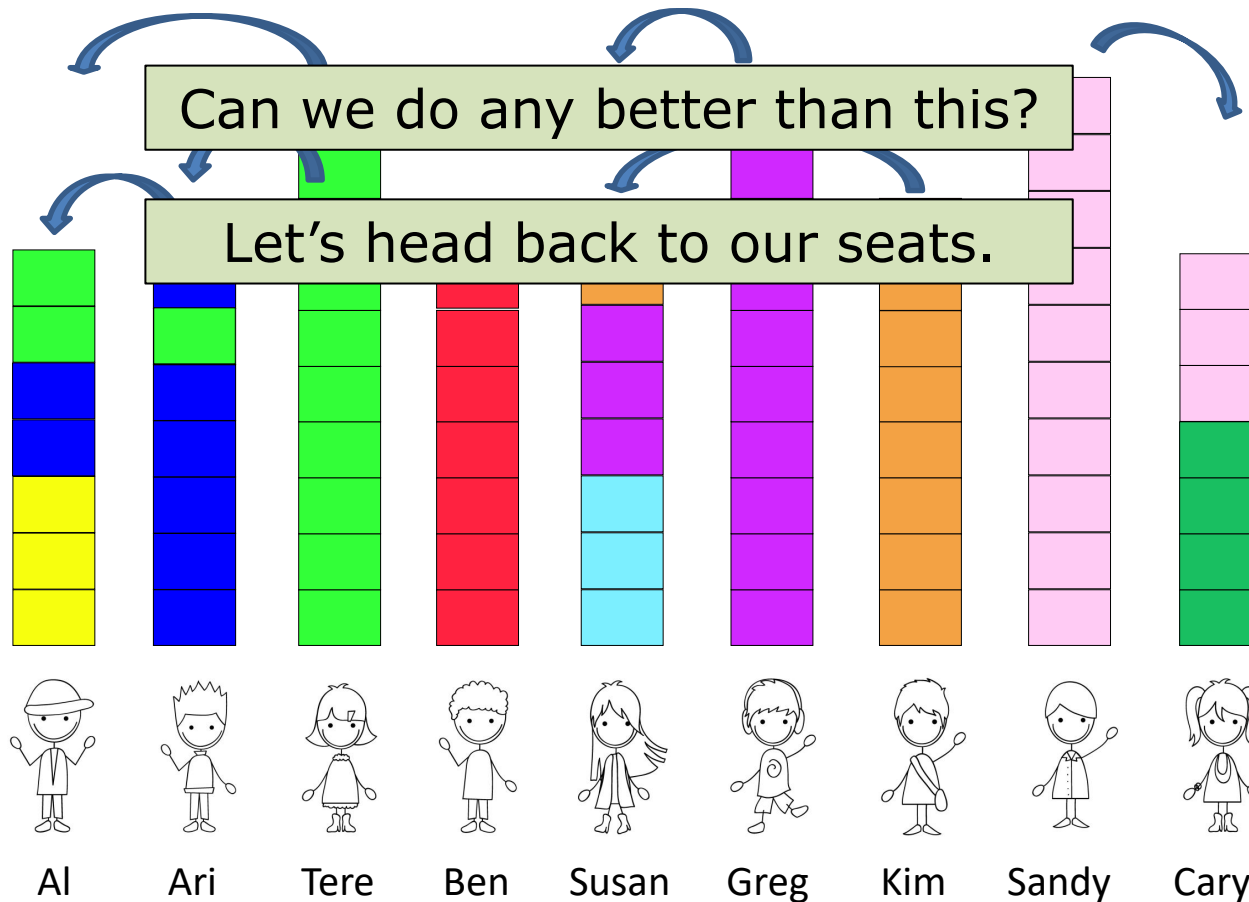 Can we do any better than this?
Let’s head back to our seats.
Al Ari Tere Ben Susan Greg Kim Sandy Cary